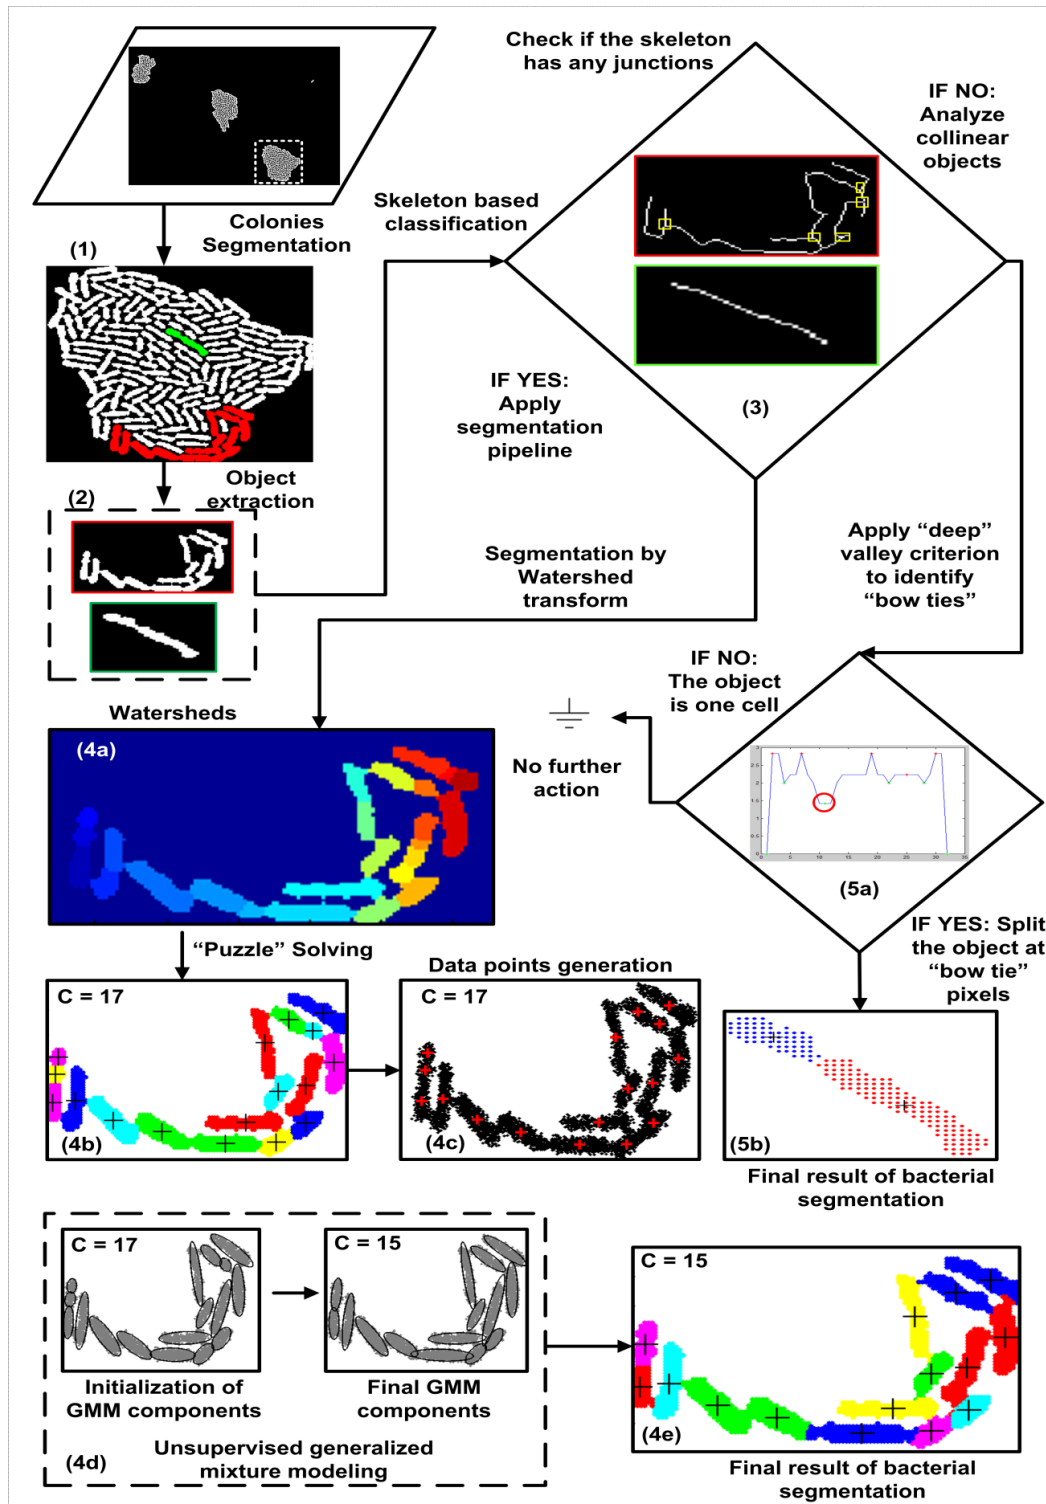 Colonies
Segmentation
(1)
Object
extraction
(2)
Skeleton based
classification
Check if the skeleton
has any junctions
IF NO:
Analyze
collinear
objects
(3)
IF YES:
Apply
segmentation
pipeline
Segmentation by
Watershed
transform
Apply “deep”
valley criterion
to identify
“bow ties”
IF NO:
The object
is one cell
No further
action
(5a)
IF YES: Split
the object at
“bow tie”
pixels
Watersheds
(4a)
“Puzzle” Solving
C = 17
(4b)
Data points generation
C = 17
(4c)
(5b)
Final result of bacterial
segmentation
C = 17
Initialization of
GMM components
C = 15
Final GMM
components
(4d)
Unsupervised generalized
mixture modeling
C = 15
(4e)
Final result of bacterial
segmentation